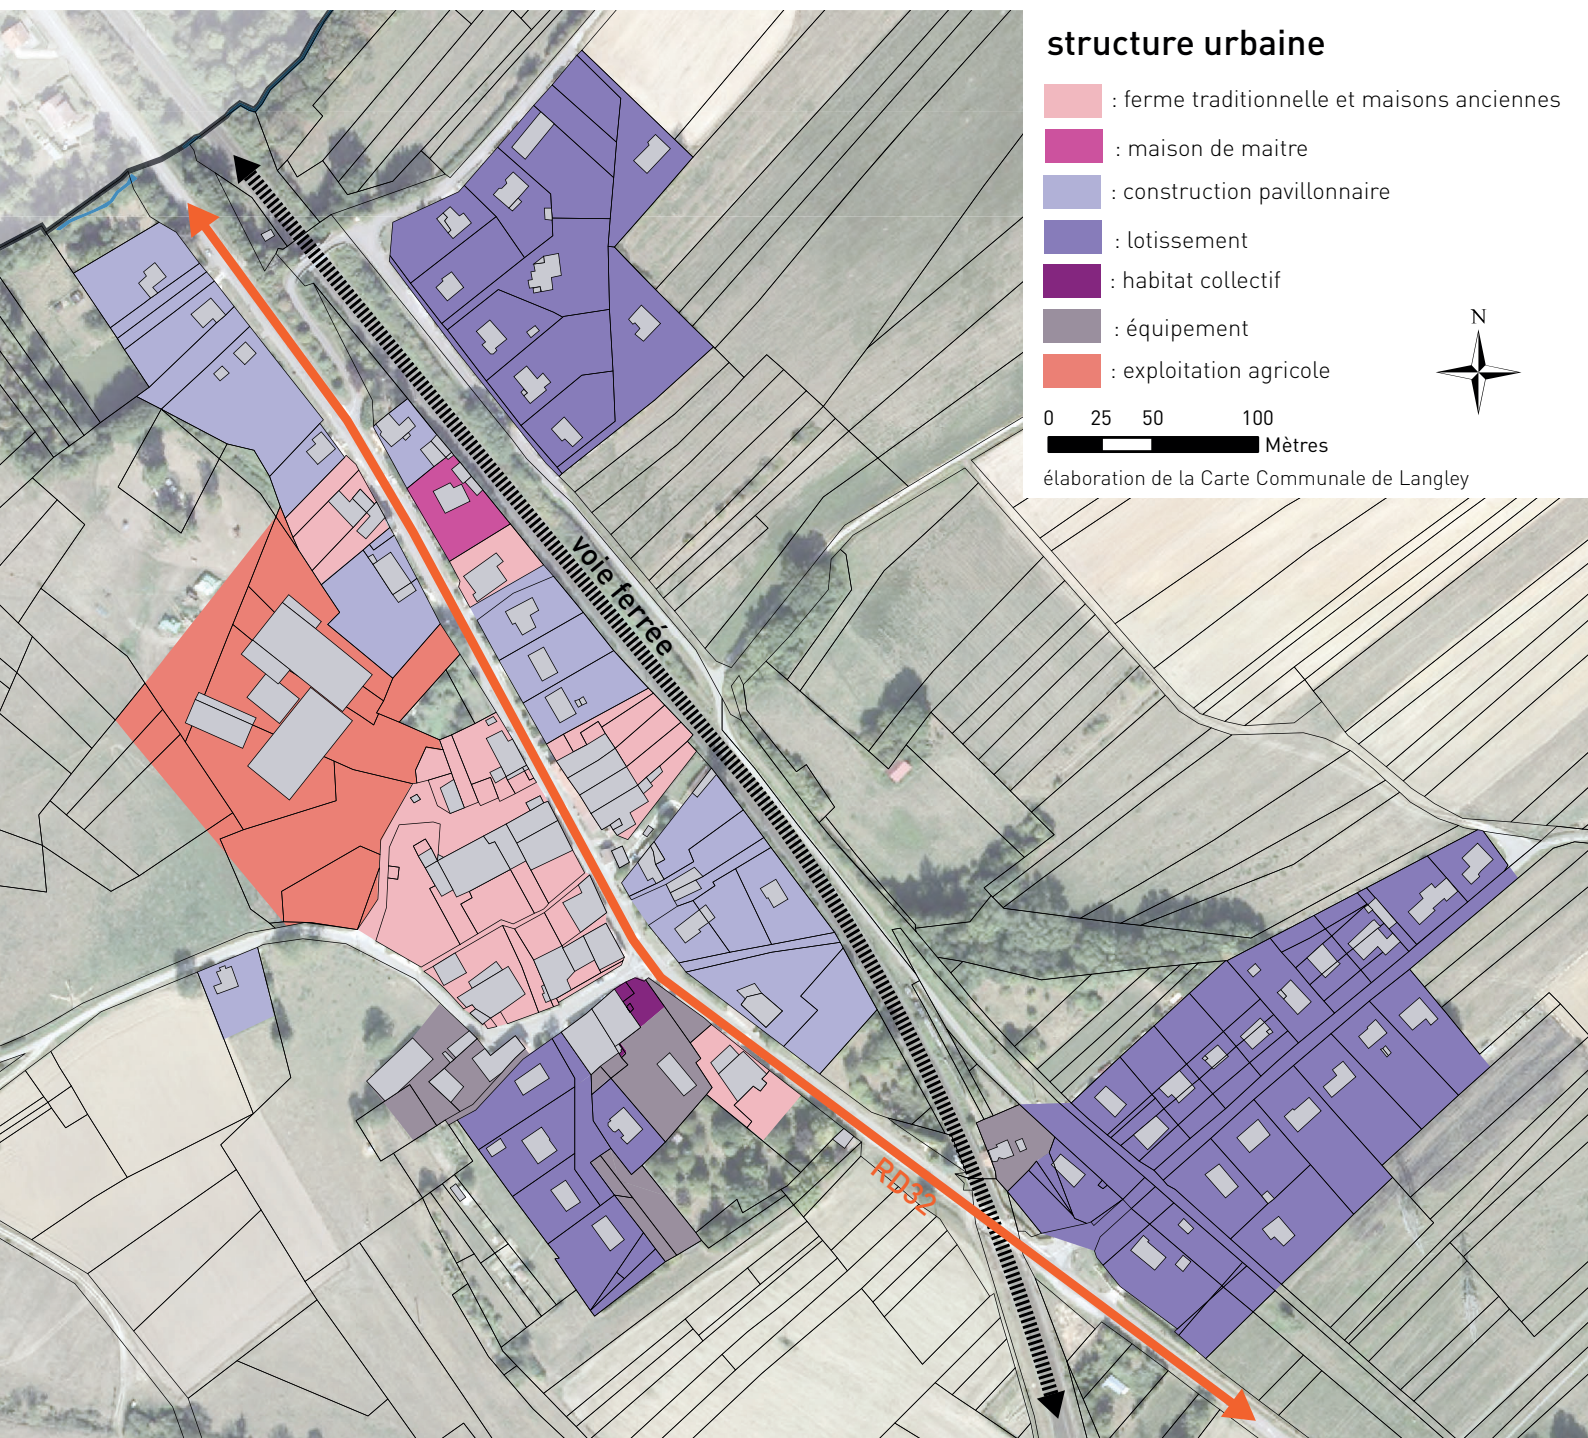 structure urbaine
: ferme traditionnelle et maisons anciennes
: maison de maitre
: construction pavillonnaire
: lotissement
: habitat collectif
: équipement
: exploitation agricole
N
0 25 50 100
Mètres
élaboration de la Carte Communale de Langley
voie ferrée
RD32